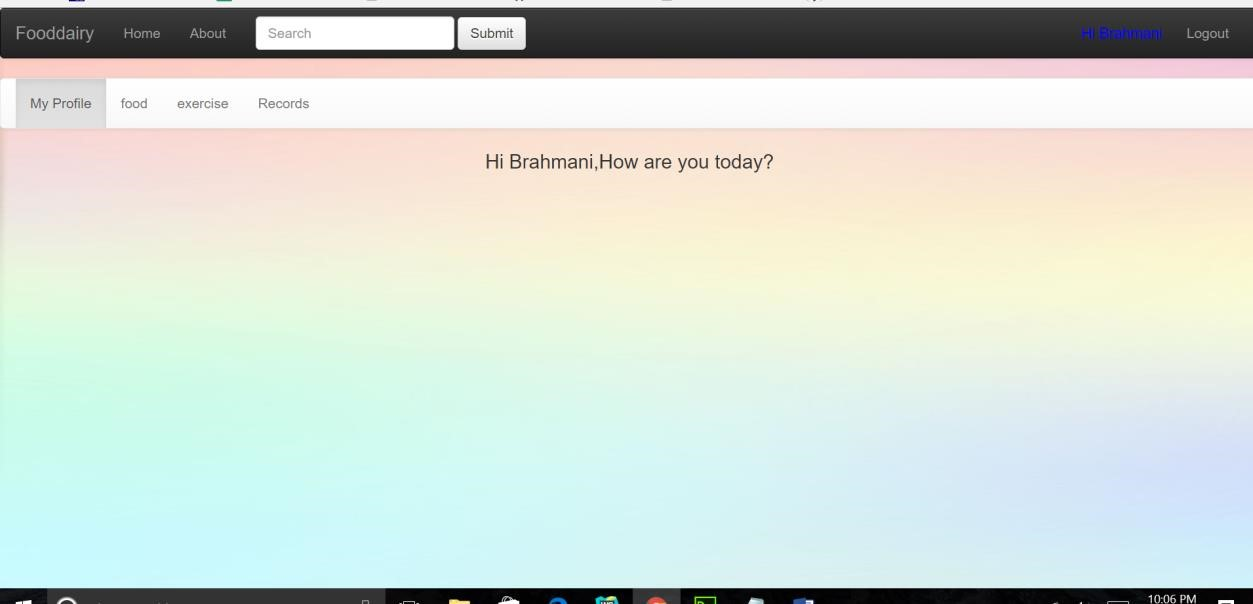 Fooddairy Home About Search Submit Hi Brahmani Logout
My Profile food exercise Records
Hi Brahmani,How are you today?
10:06 PM